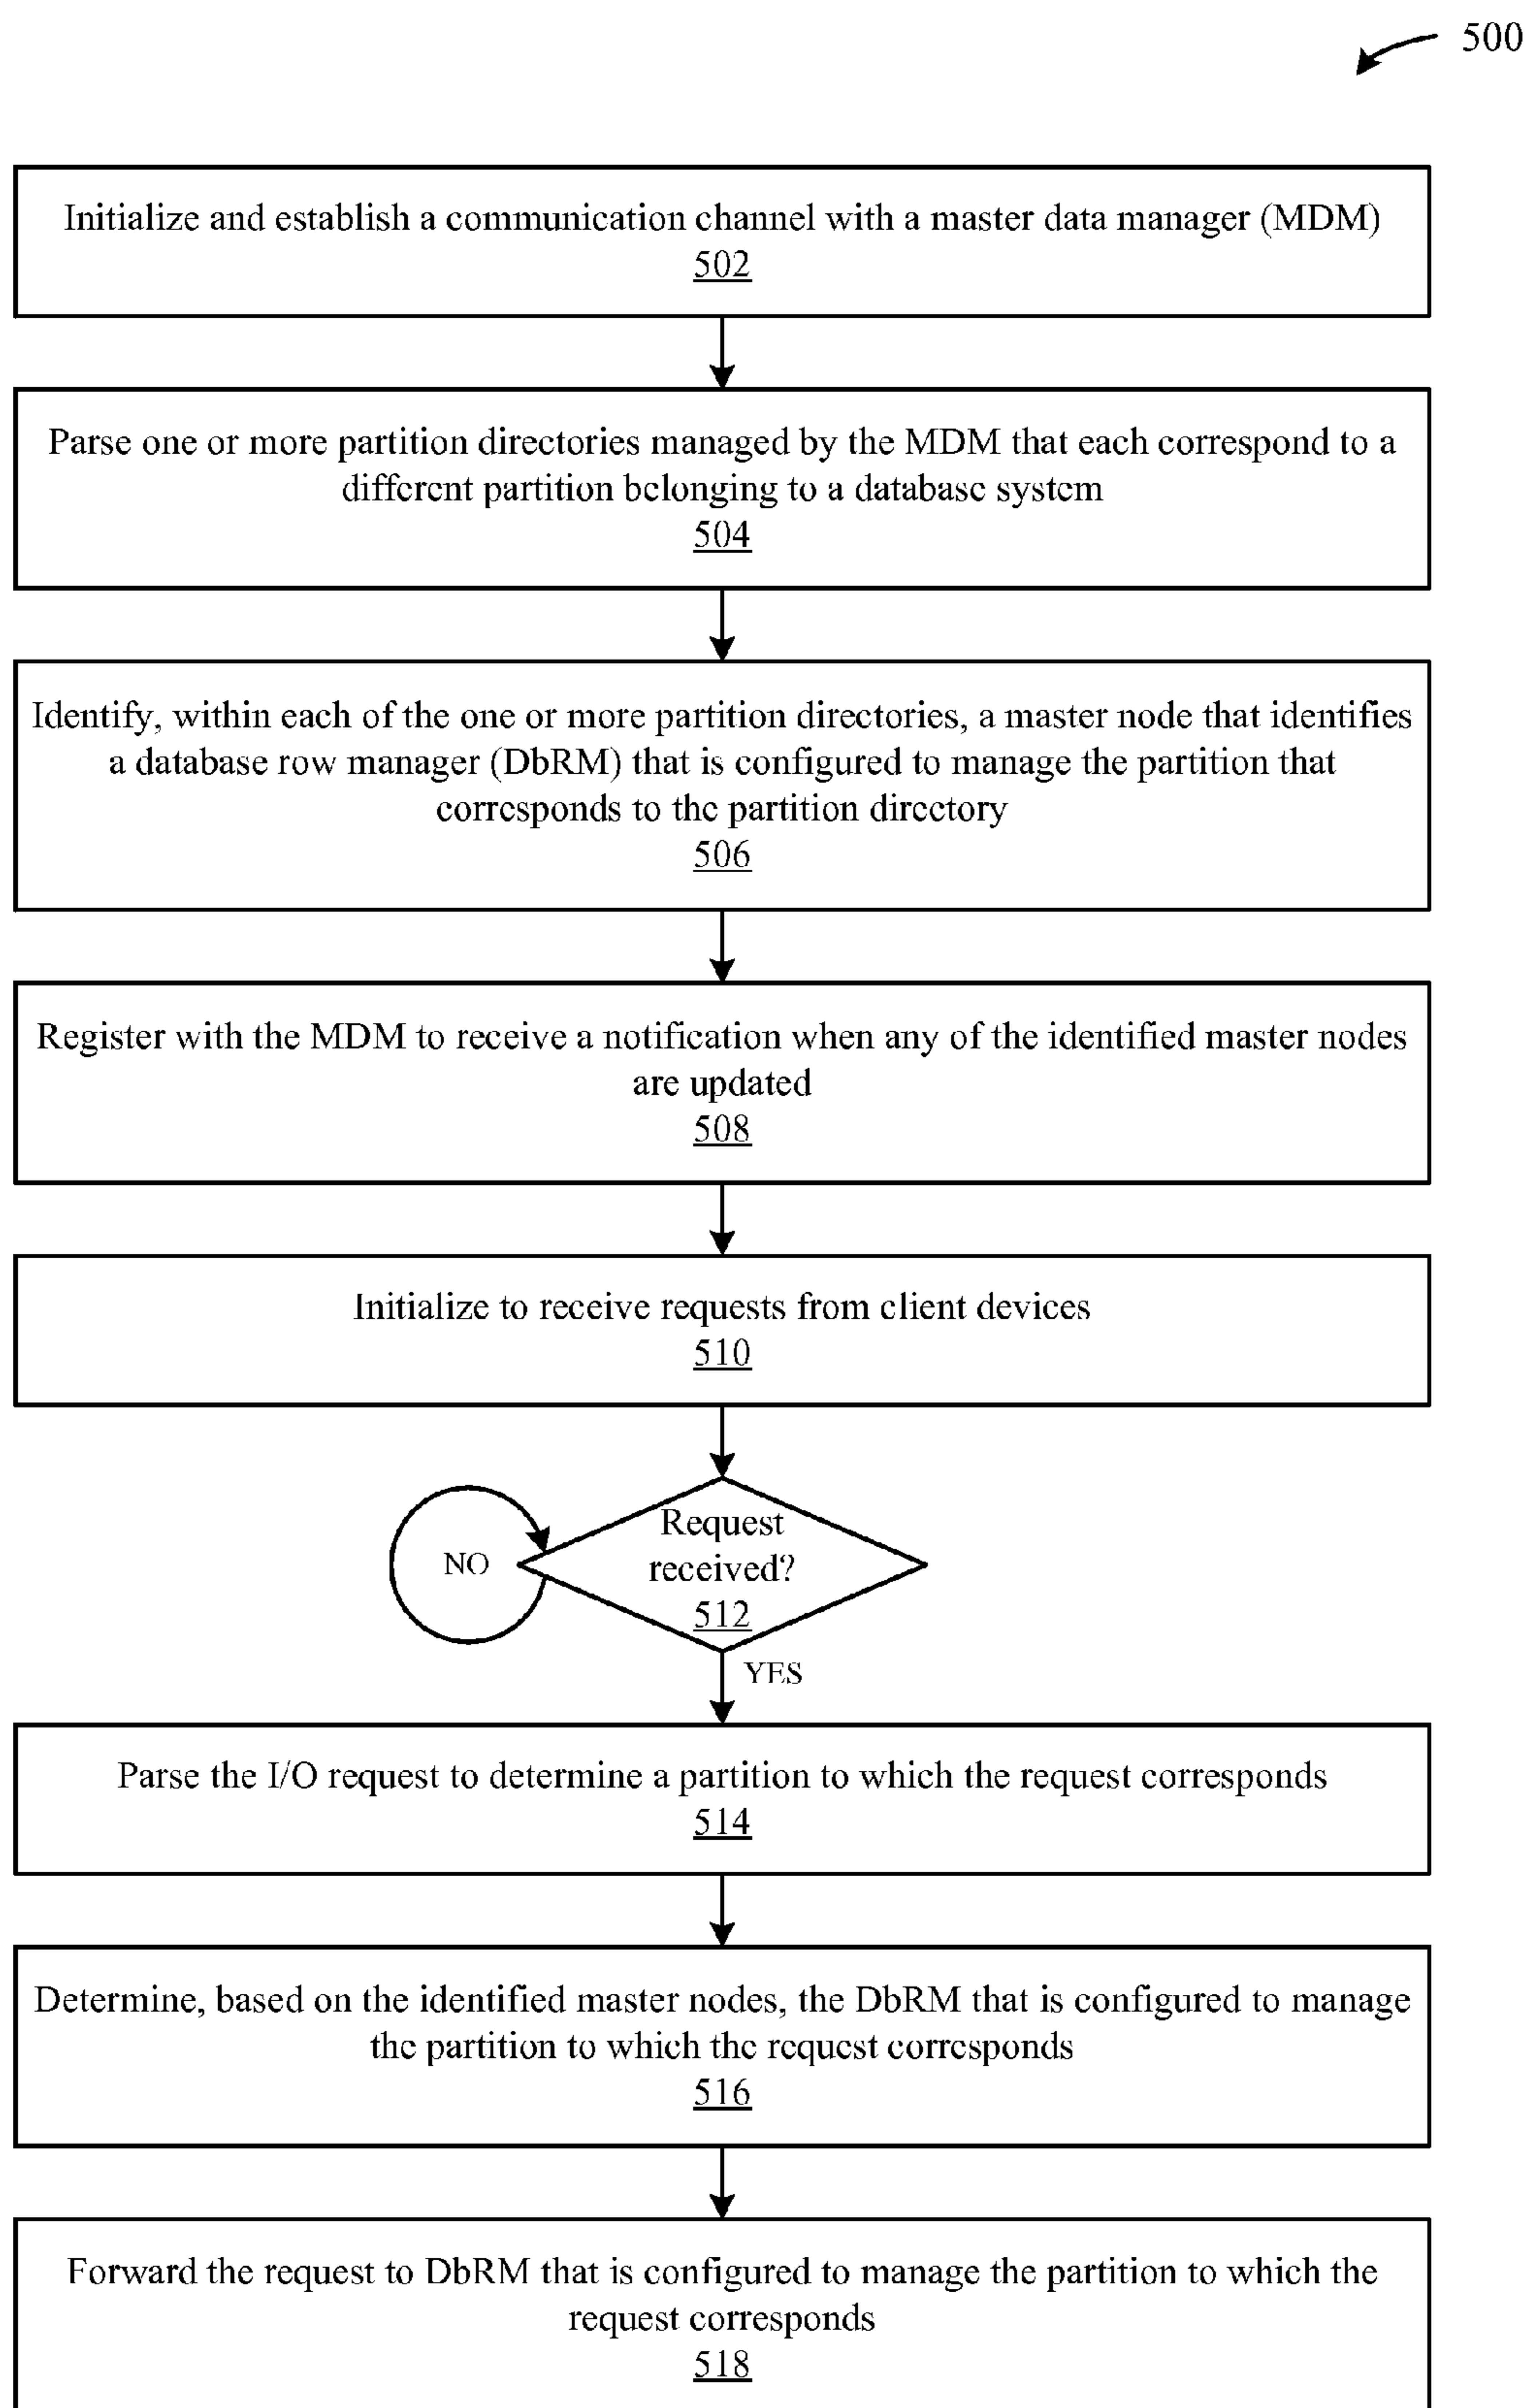 500
Initialize and establish a communication channel with a master data manager (MDM)
502
Parse one or more partition directories managed by the MDM that each correspond to a
different partition belonging to a database system
504
Identify, within each of the one or more partition directories, a master node that identifies
a database row manager (DbRM) that is configured to manage the partition that
corresponds to the partition directory
506
Register with the MDM to receive a notification when any of the identified master nodes
are updated
508
Initialize to receive requests from client devices
510
Request
received?
NO
512
YES
Parse the I/O request to determine a partition to which the request corresponds
514
Determine, based on the identified master nodes, the DbRM that is configured to manage
the partition to which the request corresponds
516
Forward the request to DbRM that is configured to manage the partition to which the
request corresponds
518